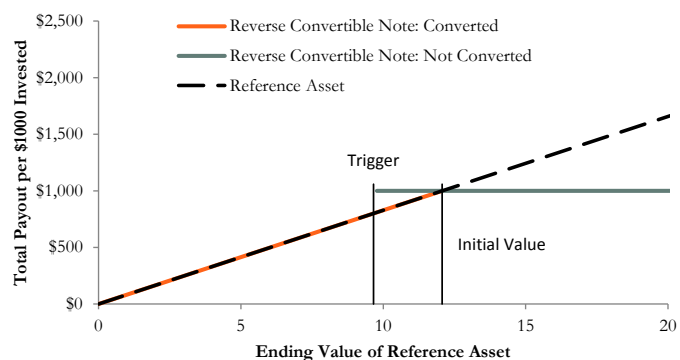 $2,500
Reverse Convertible Note: Converted
$2,000
Reverse Convertible Note: Not Converted
Reference Asset
$1,500
Trigger
$1,000
Initial Value
$500
$0
0 5 10 15 20
Total Payout per $1000 Invested
Ending Value of Reference Asset